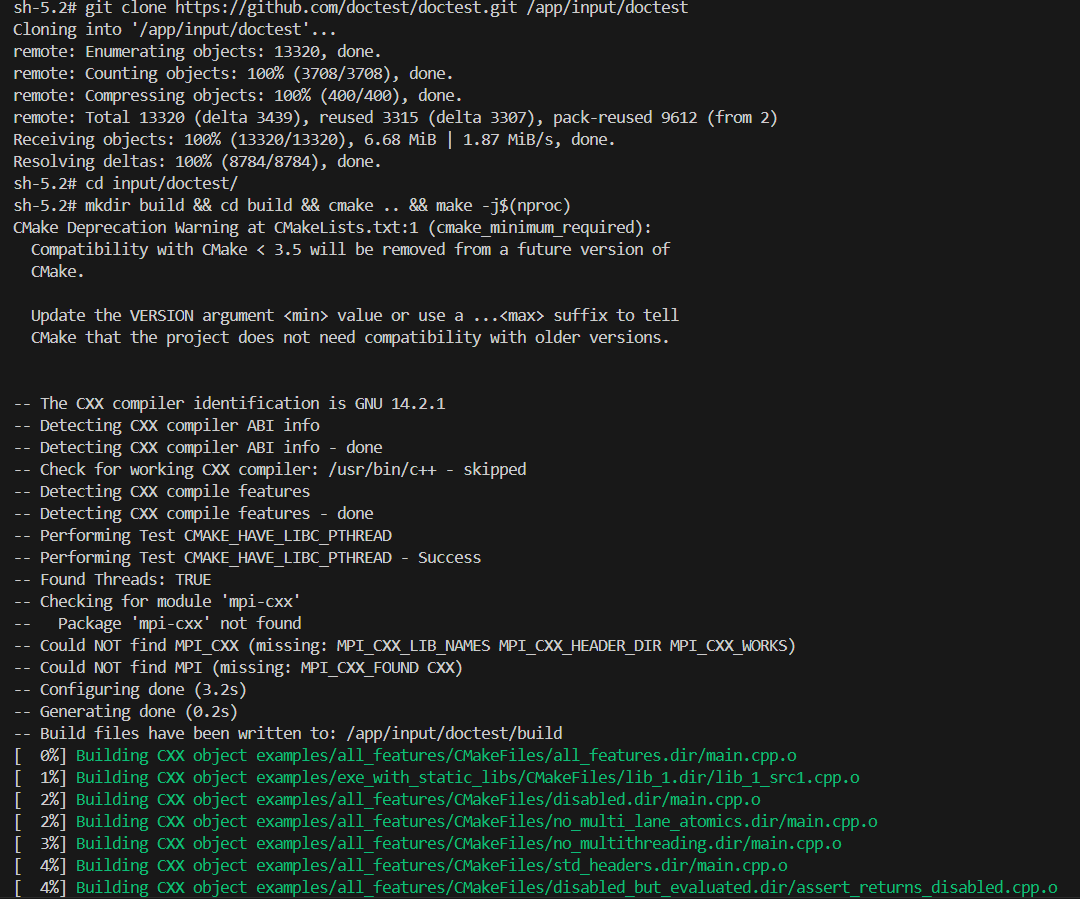 sh-5.2# git clone https://github.com/doctest/doctest.git /app/input/doctest
Cloning into '/app/input/doctest'...
remote: Enumerating objects: 13320, done.
remote: Counting objects: 100% (3708/3708), done.
remote: Compressing objects: 100% (400/400), done.
remote: Total 13320 (delta 3439), reused 3315 (delta 3307), pack-reused 9612 (from 2)
Receiving objects: 100% (13320/13320), 6.68 MiB | 1.87 MiB/s, done.
Resolving deltas: 100% (8784/8784), done.
sh-5.2# cd input/doctest/
sh-5.2# mkdir build && cd build && cmake .. && make -j$(nproc)
CMake Deprecation Warning at CMakeLists.txt:1 (cmake_minimum_required):
  Compatibility with CMake < 3.5 will be removed from a future version of
  CMake.

  Update the VERSION argument <min> value or use a ...<max> suffix to tell
  CMake that the project does not need compatibility with older versions.


-- The CXX compiler identification is GNU 14.2.1
-- Detecting CXX compiler ABI info
-- Detecting CXX compiler ABI info - done
-- Check for working CXX compiler: /usr/bin/c++ - skipped
-- Detecting CXX compile features
-- Detecting CXX compile features - done
-- Performing Test CMAKE_HAVE_LIBC_PTHREAD
-- Performing Test CMAKE_HAVE_LIBC_PTHREAD - Success
-- Found Threads: TRUE
-- Checking for module 'mpi-cxx'
--   Package 'mpi-cxx' not found
-- Could NOT find MPI_CXX (missing: MPI_CXX_LIB_NAMES MPI_CXX_HEADER_DIR MPI_CXX_WORKS)
-- Could NOT find MPI (missing: MPI_CXX_FOUND CXX)
-- Configuring done (3.2s)
-- Generating done (0.2s)
-- Build files have been written to: /app/input/doctest/build
[  0%] Building CXX object examples/all_features/CMakeFiles/all_features.dir/main.cpp.o
[  1%] Building CXX object examples/exe_with_static_libs/CMakeFiles/lib_1.dir/lib_1_src1.cpp.o
[  2%] Building CXX object examples/all_features/CMakeFiles/disabled.dir/main.cpp.o
[  2%] Building CXX object examples/all_features/CMakeFiles/no_multi_lane_atomics.dir/main.cpp.o
[  3%] Building CXX object examples/all_features/CMakeFiles/no_multithreading.dir/main.cpp.o
[  4%] Building CXX object examples/all_features/CMakeFiles/std_headers.dir/main.cpp.o
[  4%] Building CXX object examples/all_features/CMakeFiles/disabled_but_evaluated.dir/assert_returns_disabled.cpp.o